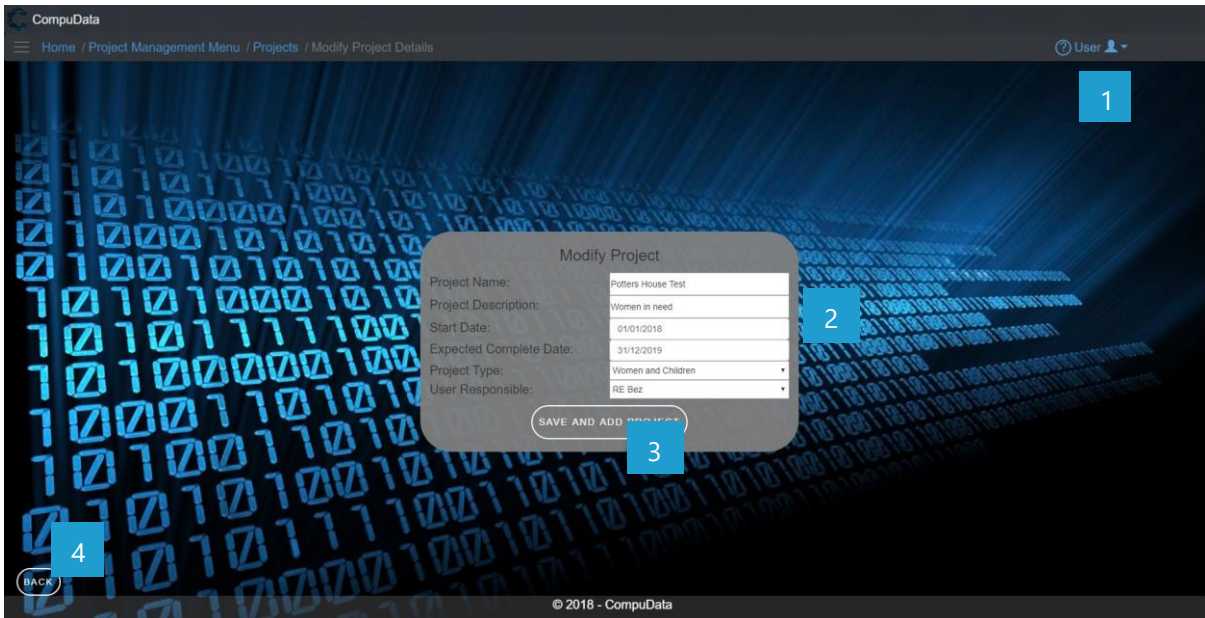 CompuData
Home / Project Management Menu / Projects / Modify Project Details
User
1
Modify Project
Project Name: Potters House Test
Project Description: Women in need
2
Start Date: 01/01/2018
Expected Complete Date: 31/12/2019
Project Type: Women and Children
User Responsible: RE Bez
SAVE AND ADD PROJECT
3
4
BACK
© 2018 - CompuData